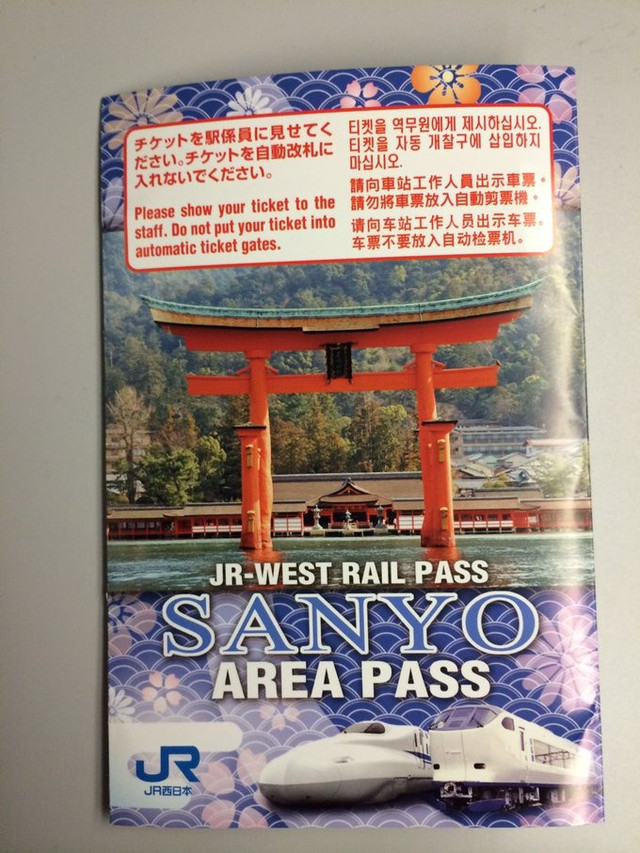 チケットを駅係員に見せてく
ださい。チケットを自動改札に
入れないでください。
Please show your ticket to the
staff. Do not put your ticket into
automatic ticket gates.
티켓을 역무원에게 제시하십시오.
티켓을 자동 개찰구에 삽입하지
마십시오.
請向車站工作人員出示車票。
請勿將車票放入自動剪票機。
请向车站工作人员出示车票。
车票不要放入自动检票机。
JR-WEST RAIL PASS
SANYO
AREA PASS
JR
JR西日本